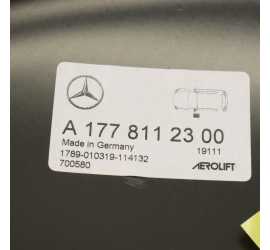 A 177 811 23 00
Made in Germany 19111
1789-010319-114132
700580 AEROLIFT